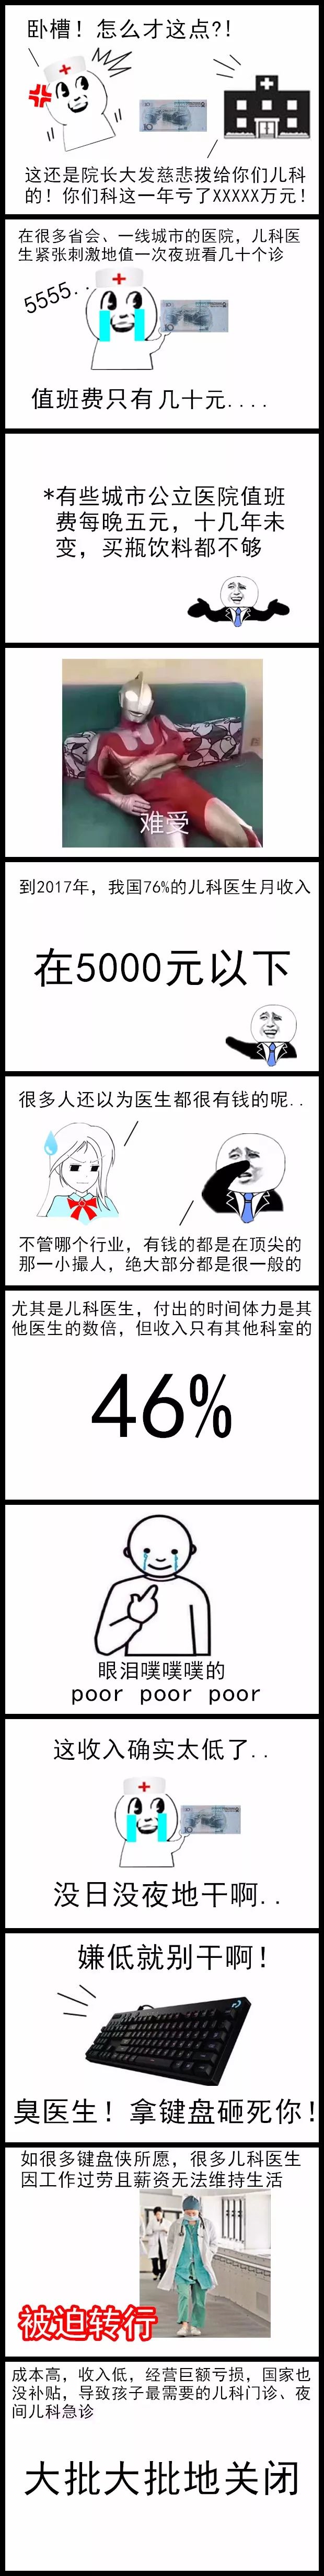 卧槽！怎么才这点?!
这还是院长大发慈悲拨给你们儿科
的！你们科这一年亏了XXXXX万元！
在很多省会、一线城市的医院，儿科医
生紧张刺激地值一次夜班看几十个诊
5555..
值班费只有几十元....
*有些城市公立医院值班
费每晚五元，十几年未
变，买瓶饮料都不够
难受
到2017年，我国76%的儿科医生月收入
在5000元以下
很多人还以为医生都很有钱的呢..
不管哪个行业，有钱的都是在顶尖的
那一小撮人，绝大部分都是很一般的
尤其是儿科医生，付出的时间体力是其
他医生的数倍，但收入只有其他科室的
46%
眼泪噗噗噗的
poor poor poor
这收入确实太低了..
没日没夜地干啊..
嫌低就别干啊！
臭医生！拿键盘砸死你！
如很多键盘侠所愿，很多儿科医生
因工作过劳且薪资无法维持生活
被迫转行
成本高，收入低，经营巨额亏损，国家也
没补贴，导致孩子最需要的儿科门诊、夜
间儿科急诊
大批大批地关闭